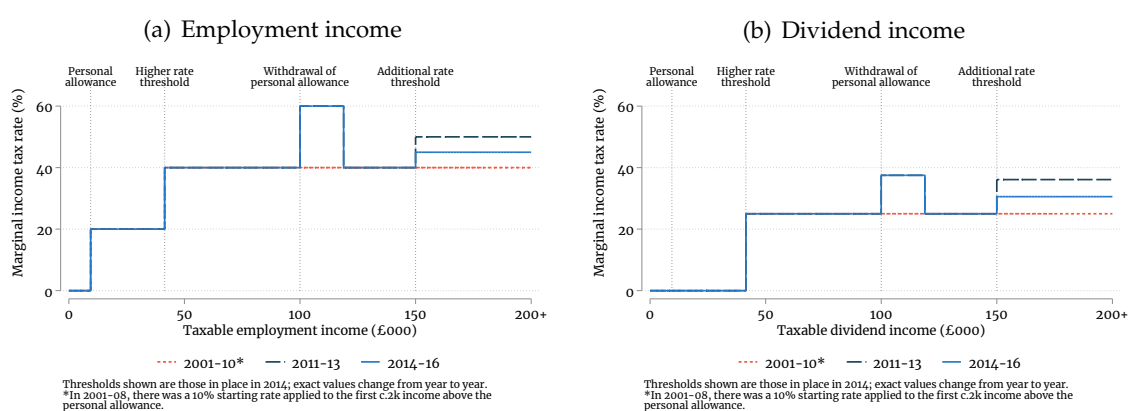 (a) Employment income
Personal
allowance
Higher rate
threshold
Withdrawal of
personal allowance
Additional rate
threshold
Marginal income tax rate (%)
60
40
20
0
0 50 100 150 200+
Taxable employment income (£000)
2001-10* 2011-13 2014-16
Thresholds shown are those in place in 2014; exact values change from year to year.
*In 2001-08, there was a 10% starting rate applied to the first c.2k income above the
personal allowance.
(b) Dividend income
Personal
allowance
Higher rate
threshold
Withdrawal of
personal allowance
Additional rate
threshold
Marginal income tax rate (%)
60
40
20
0
0 50 100 150 200+
Taxable dividend income (£000)
2001-10* 2011-13 2014-16
Thresholds shown are those in place in 2014; exact values change from year to year.
*In 2001-08, there was a 10% starting rate applied to the first c.2k income above the
personal allowance.